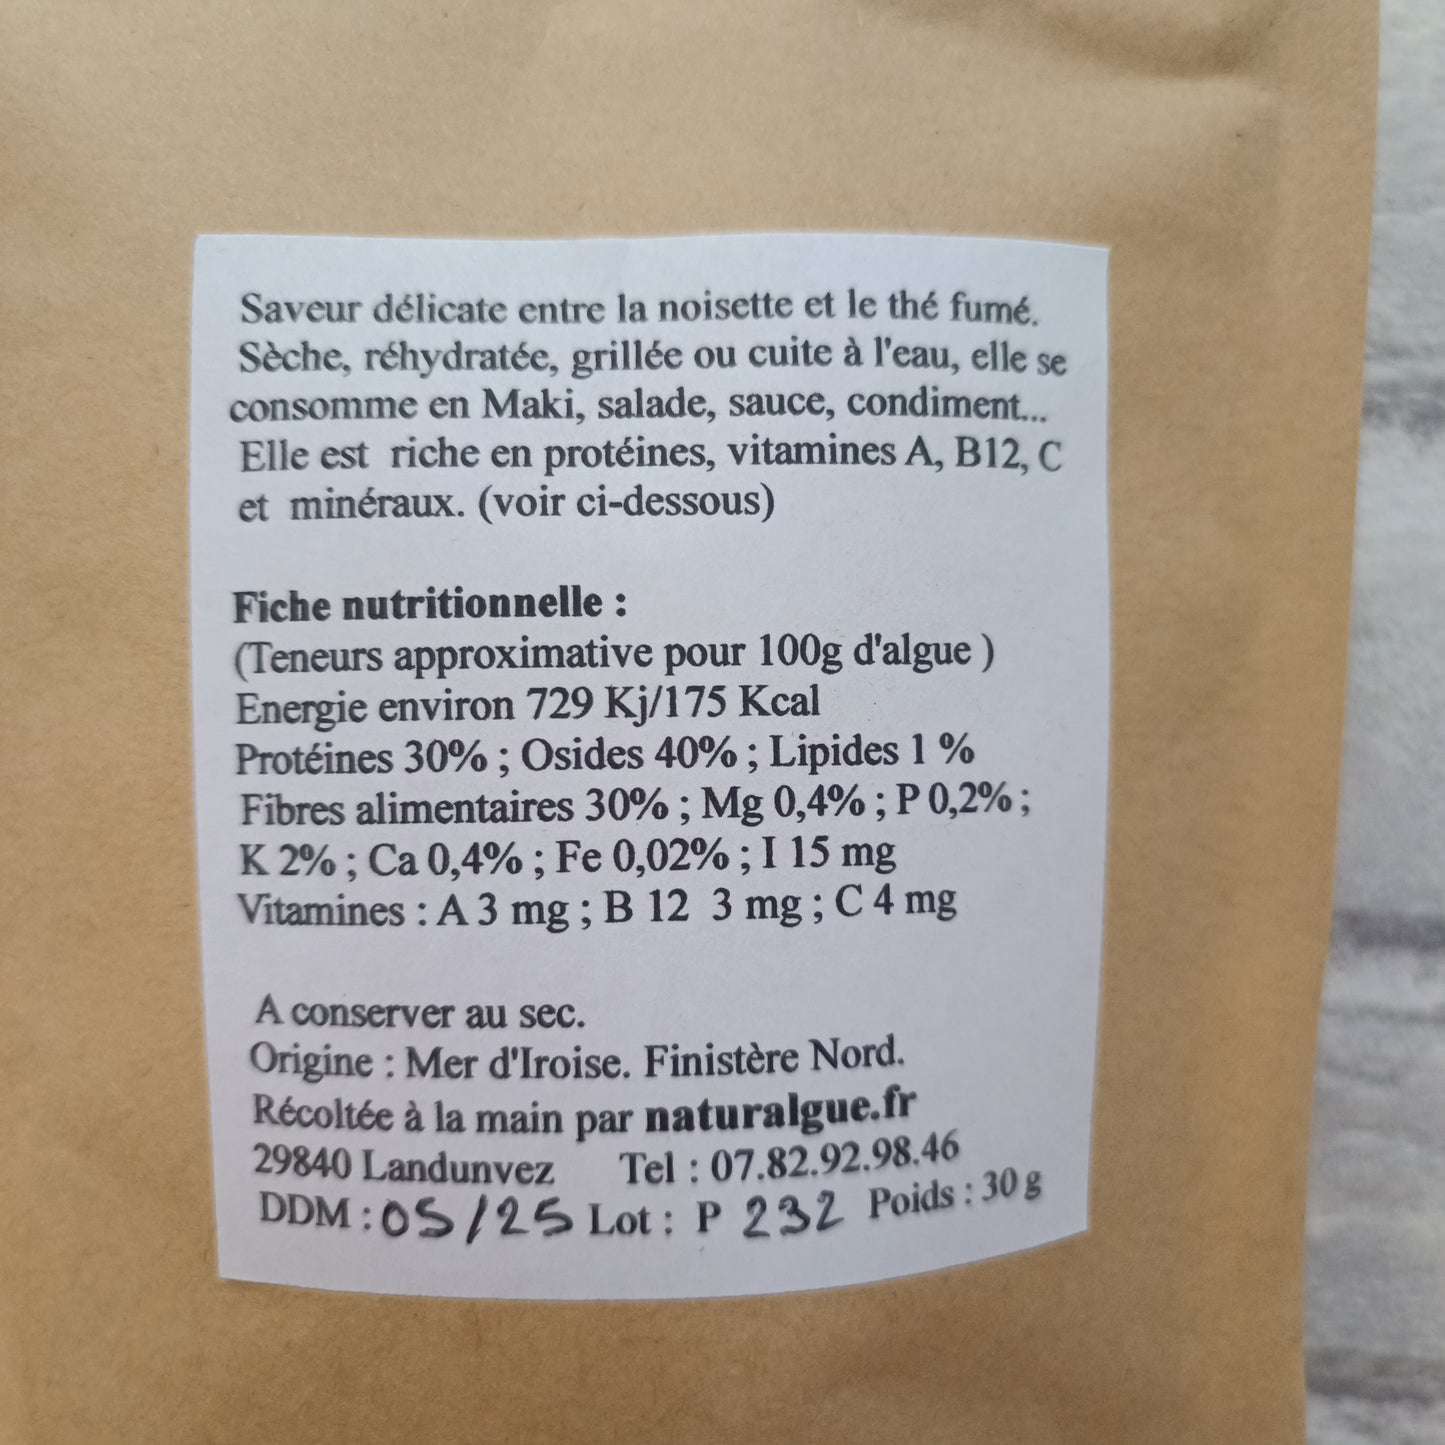 Saveur délicate entre la noisette et le thé fumé.
Sèche, réhydratée, grillée ou cuite à l'eau, elle se
consomme en Maki, salade, sauce, condiment...
Elle est riche en protéines, vitamines A, B12, C
et minéraux. (voir ci-dessous)
Fiche nutritionnelle :
(Teneurs approximative pour 100g d'algue )
Energie environ 729 Kj/175 Kcal
Protéines 30% ; Osides 40% ; Lipides 1 %
Fibres alimentaires 30% ; Mg 0,4% ; P 0,2% ;
K 2% ; Ca 0,4% ; Fe 0,02% ; I 15 mg
Vitamines : A 3 mg ; B 12 3 mg ; C 4 mg
A conserver au sec.
Origine : Mer d'Iroise. Finistère Nord.
Récoltée à la main par naturalgue.fr
29840 Landunvez Tel : 07.82.92.98.46
DDM : 05/25 Lot : P 232 Poids : 30 g